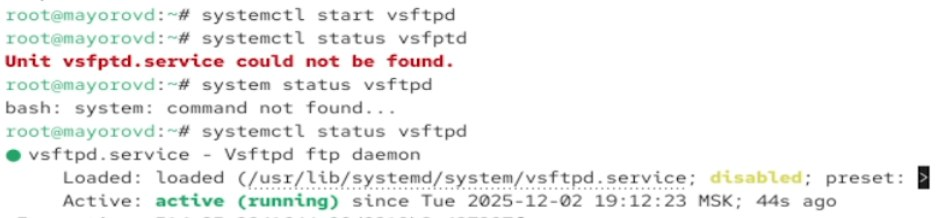 root@mayorovd:~# systemctl start vsftpd
root@mayorovd:~# systemctl status vsfptd
Unit vsfptd.service could not be found.
root@mayorovd:~# system status vsftpd
bash: system: command not found...
root@mayorovd:~# systemctl status vsftpd
● vsftpd.service - Vsftpd ftp daemon
Loaded: loaded (/usr/lib/systemd/system/vsftpd.service; disabled; preset: >
Active: active (running) since Tue 2025-12-02 19:12:23 MSK; 44s ago